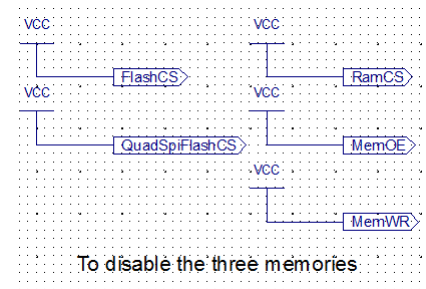 VCC
VCC
FlashCS
RamCS
VCC
VCC
QuadSpiFlashCS
MemOE
VCC
MemWR
To disable the three memories